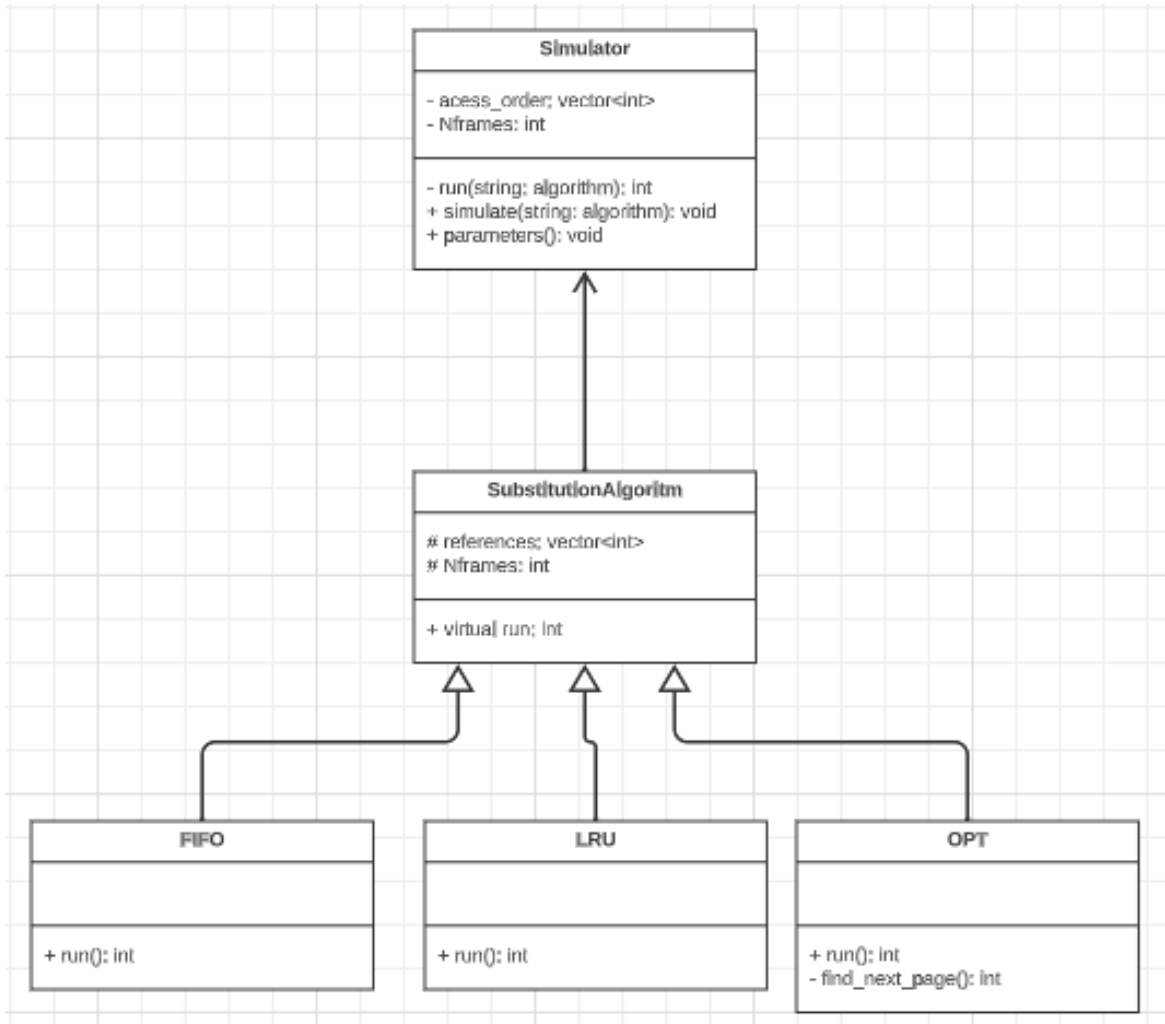 Simulator
- acess_order: vector<int>
- Nframes: int
- run(string: algorithm): int
+ simulate(string: algorithm): void
+ parameters(): void
SubstitutionAlgoritm
# references: vector<int>
# Nframes: int
+ virtual run: int
FIFO
+ run(): int
LRU
+ run(): int
OPT
+ run(): int
- find_next_page(): int